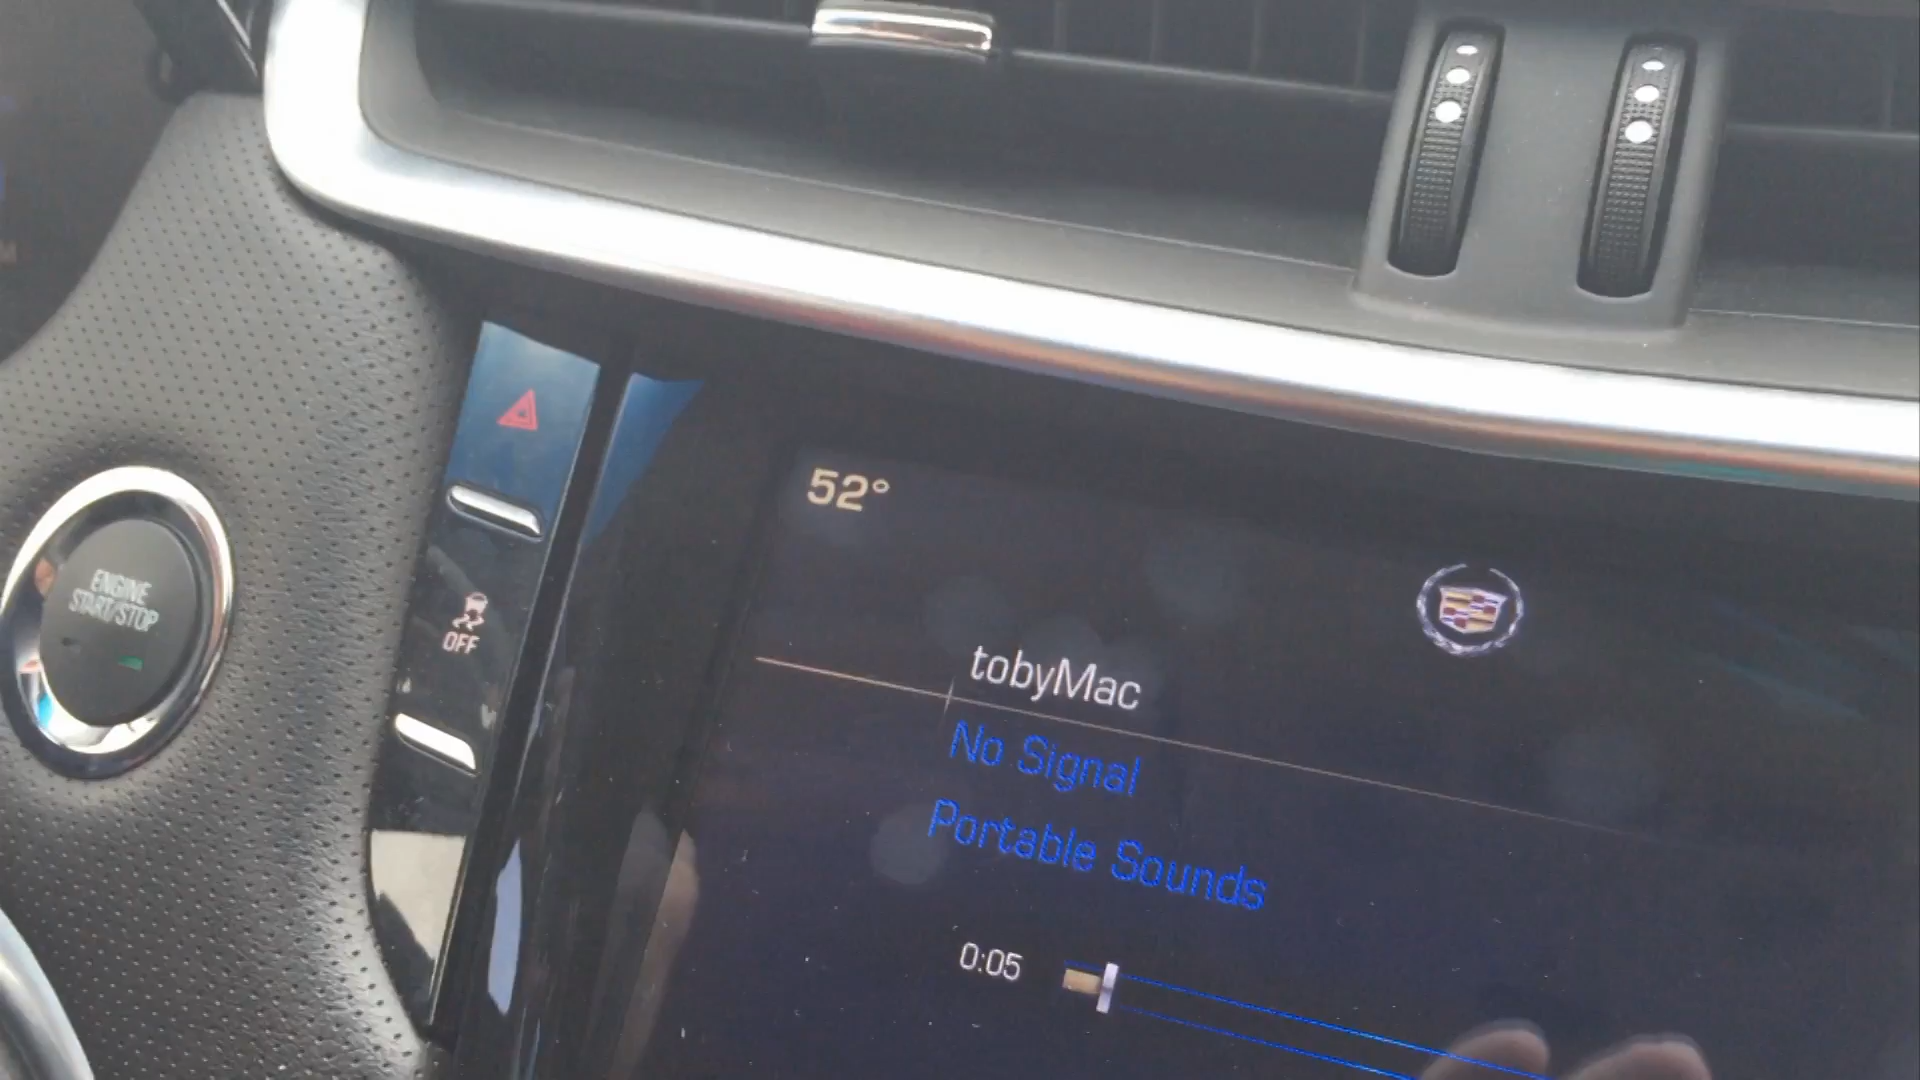 52°
tobyMac
No Signal
Portable Sounds
0:05
ENGINE
START/STOP
OFF